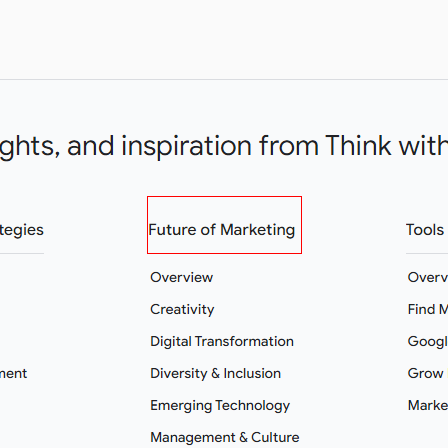 ghts, and inspiration from Think with
tegies
Future of Marketing
Tools
Overview
Overv
Creativity
Find M
Digital Transformation
Googl
ment
Diversity & Inclusion
Grow
Emerging Technology
Marke
Management & Culture